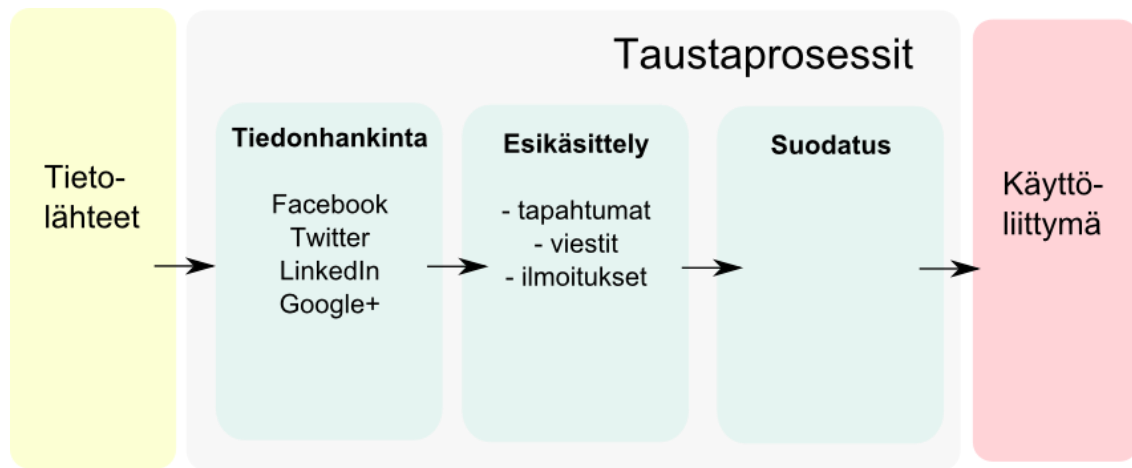 Tieto-
lähteet
Taustaprosessit
Tiedonhankinta
Facebook
Twitter
LinkedIn
Google+
Esikäsittely
- tapahtumat
- viestit
- ilmoitukset
Suodatus
Käyttö-
liittymä